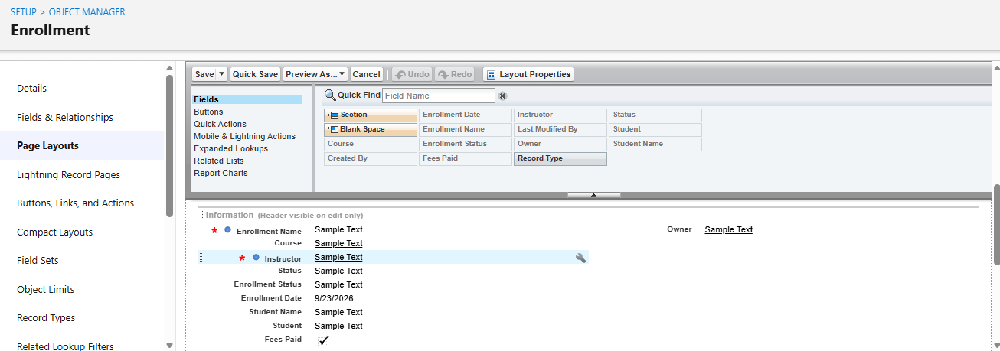 SETUP > OBJECT MANAGER
Enrollment
Details
Fields & Relationships
Page Layouts
Lightning Record Pages
Buttons, Links, and Actions
Compact Layouts
Field Sets
Object Limits
Record Types
Related Lookup Filters
Save Quick Save Preview As... Cancel Undo Redo Layout Properties
Fields
Buttons
Quick Actions
Mobile & Lightning Actions
Expanded Lookups
Related Lists
Report Charts
Quick Find Field Name
Section Enrollment Date Instructor Status
Blank Space Enrollment Name Last Modified By Student
Course Enrollment Status Owner Student Name
Created By Fees Paid Record Type
Information (Header visible on edit only)
* Enrollment Name Sample Text Owner Sample Text
Course Sample Text
* Instructor Sample Text
Status Sample Text
Enrollment Status Sample Text
Enrollment Date 9/23/2026
Student Name Sample Text
Student Sample Text
Fees Paid ✓